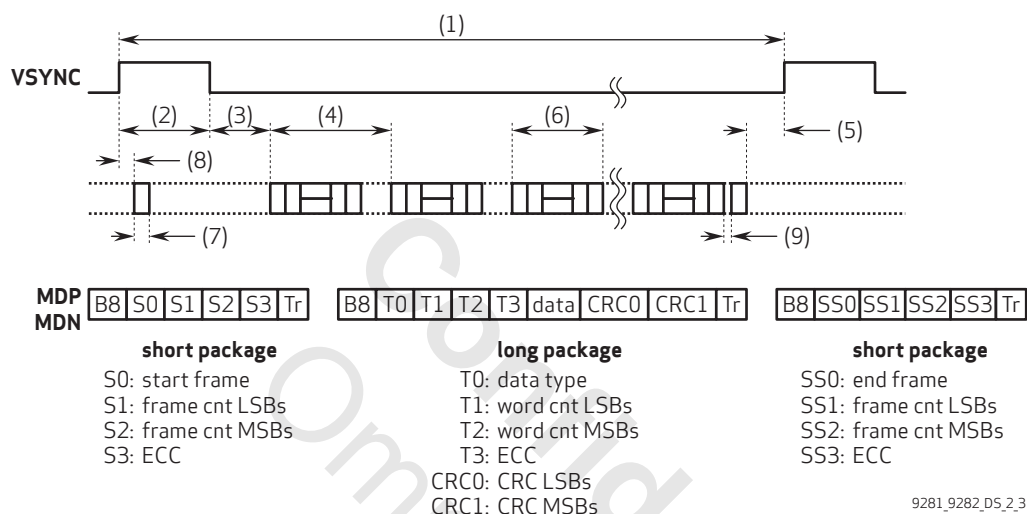 (1)
VSYNC
(2) (3) (4) (6) (5)
(8)
(7) (9)
MDP
MDN
B8 S0 S1 S2 S3 Tr
B8 T0 T1 T2 T3 data CRC0 CRC1 Tr
B8 SS0 SS1 SS2 SS3 Tr
short package
S0: start frame
S1: frame cnt LSBs
S2: frame cnt MSBs
S3: ECC
long package
T0: data type
T1: word cnt LSBs
T2: word cnt MSBs
T3: ECC
CRC0: CRC LSBs
CRC1: CRC MSBs
short package
SS0: end frame
SS1: frame cnt LSBs
SS2: frame cnt MSBs
SS3: ECC
9281_9282_DS_2_3
Confid
Om